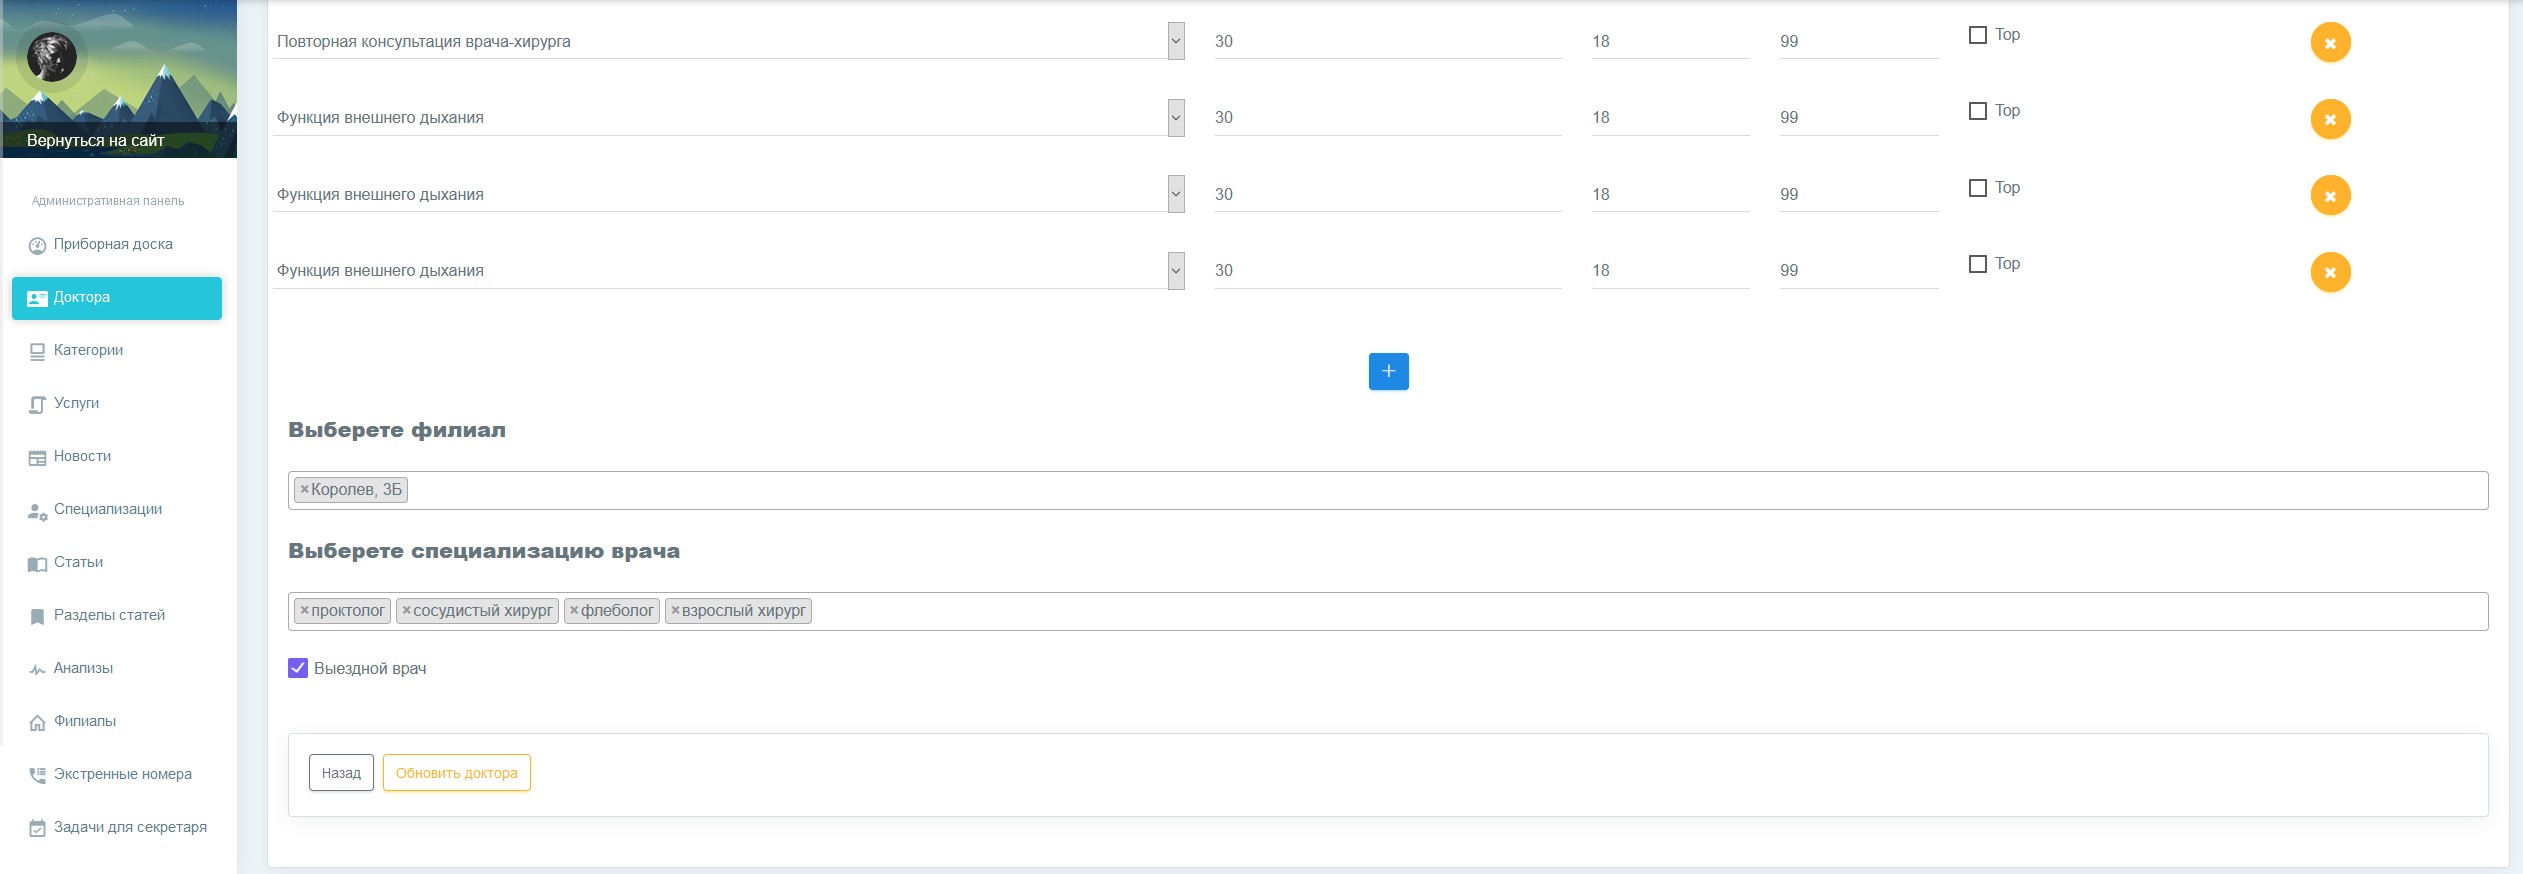 Вернуться на сайт
Административная панель
Приборная доска
Доктора
Категории
Услуги
Новости
Специализации
Статьи
Разделы статей
Анализы
Филиалы
Экстренные номера
Задачи для секретаря
Повторная консультация врача-хирурга 30 18 99 Top
Функция внешнего дыхания 30 18 99 Top
Функция внешнего дыхания 30 18 99 Top
Функция внешнего дыхания 30 18 99 Top
+
Выберете филиал
×Королев, 3Б
Выберете специализацию врача
×проктолог ×сосудистый хирург ×флеболог ×взрослый хирург
Выездной врач
Назад Обновить доктора